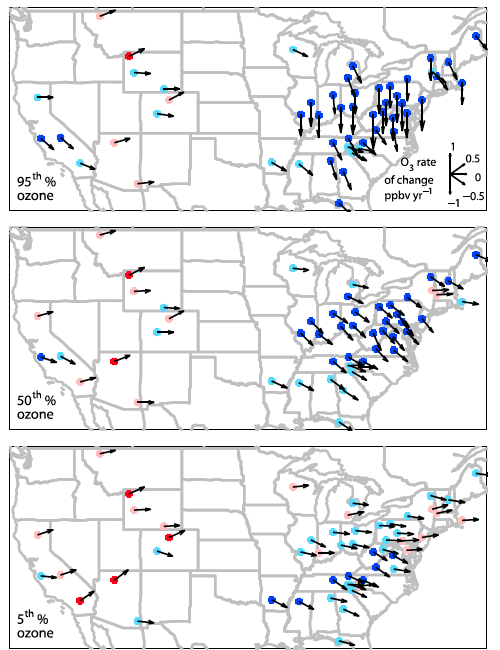 95th %
ozone
O3 rate
of change
ppbv yr−1
1
0.5
0
−0.5
−1
50th %
ozone
5th %
ozone